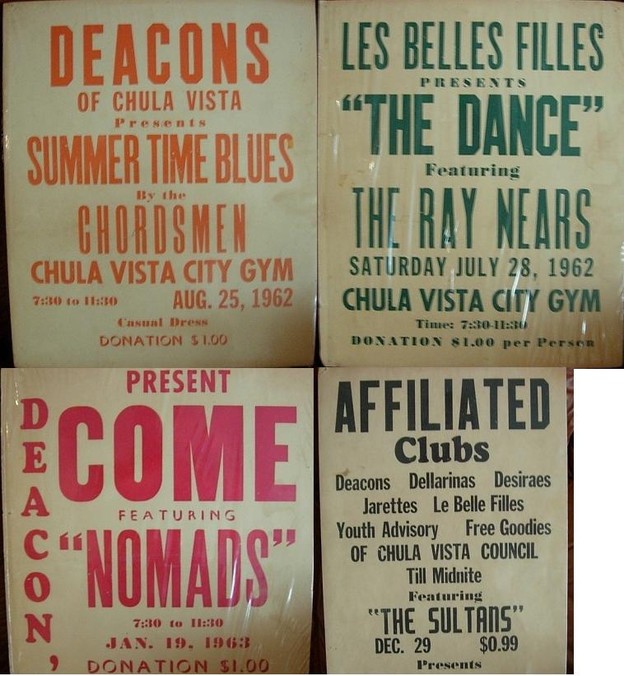 DEACONS
OF CHULA VISTA
Presents
SUMMER TIME BLUES
By the
CHORDSMEN
CHULA VISTA CITY GYM
7:30 to 11:30 AUG. 25, 1962
Casual Dress
DONATION $1.00
LES BELLES FILLES
PRESENTS
"THE DANCE"
Featuring
THE RAY NEARS
SATURDAY JULY 28, 1962
CHULA VISTA CITY GYM
Time: 7:30-11:30
DONATION $1.00 per Person
DEACON,
PRESENT
COME
FEATURING
"NOMADS"
7:30 to 11:30
JAN. 19, 1963
DONATION $1.00
AFFILIATED
Clubs
Deacons Dellarinas Desiraes
Jarettes Le Belle Filles
Youth Advisory Free Goodies
OF CHULA VISTA COUNCIL
Till Midnite
Featuring
"THE SULTANS"
DEC. 29 $0.99
Presents